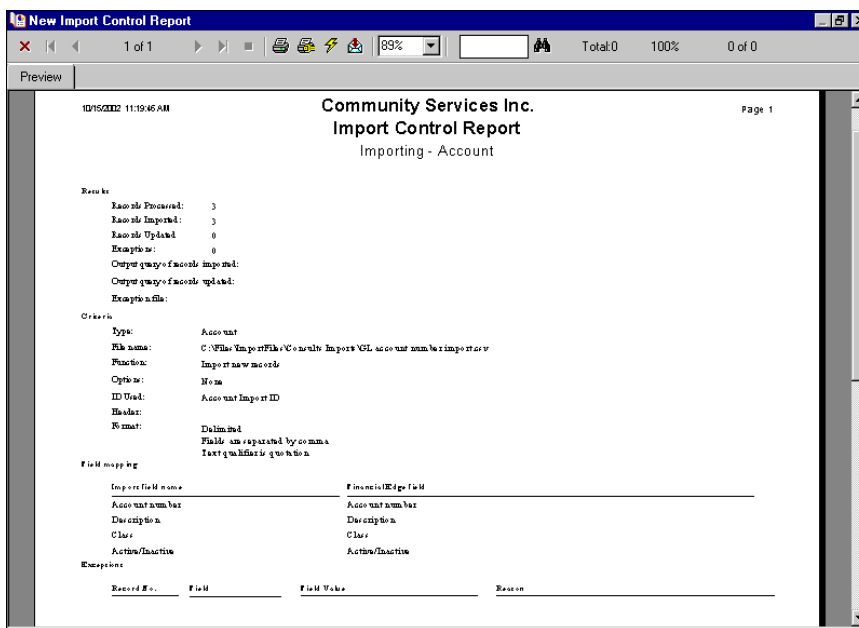 New Import Control Report
1 of 1 89% Total:0 100% 0 of 0
Preview
10/15/2002 11:19:46 AM Community Services Inc. Page 1
Import Control Report
Importing - Account
Results
Records Processed: 3
Records Imported: 3
Records Updated 0
Exceptions: 0
Output query of records imported:
Output query of records updated:
Exception file:
Criteria
Type: Account
File name: C:\Files\ImportFiles\Consults Imports\GL account number import.csv
Function: Import new records
Options: None
ID Used: Account Import ID
Header:
Format: Delimited
Fields are separated by comma
Text qualifier is quotation
Field mapping
Import field name Financial Edge field
Account number Account number
Description Description
Class Class
Active/Inactive Active/Inactive
Exceptions
Record No. Field Field Value Reason